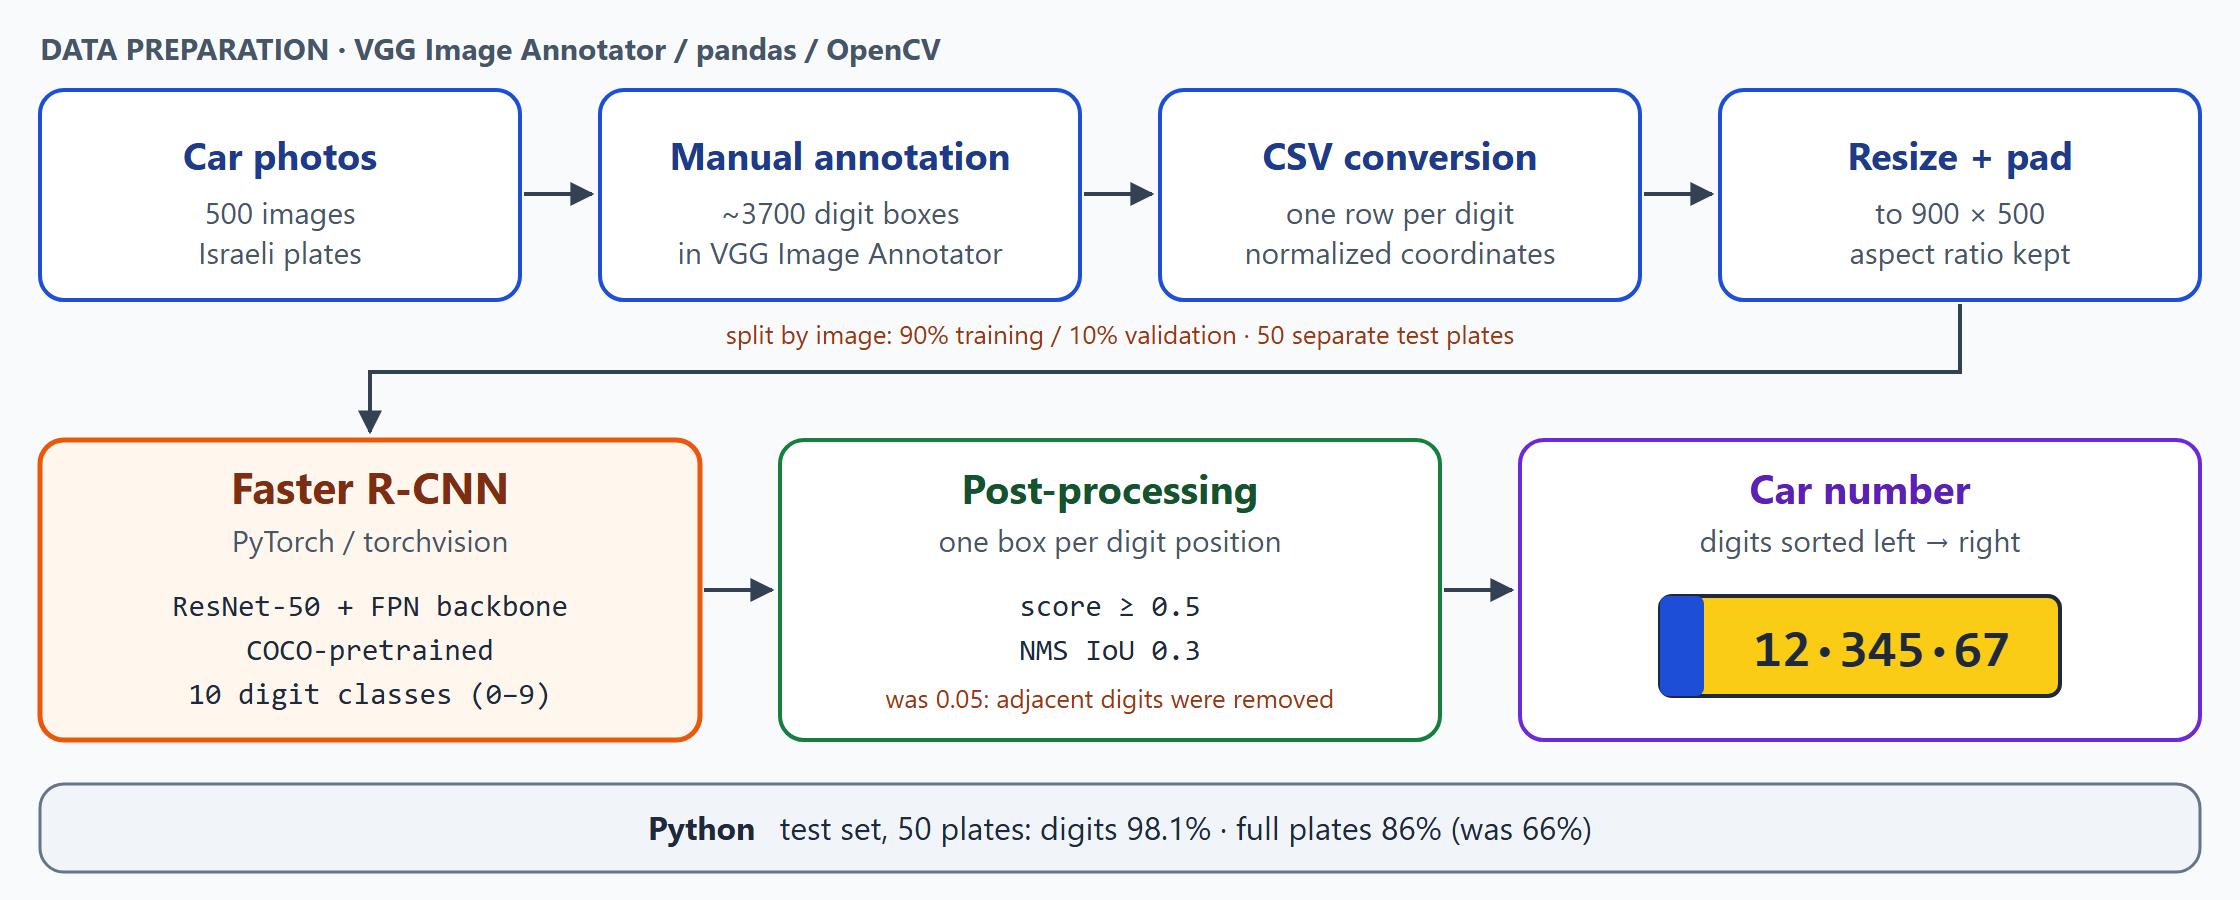 DATA PREPARATION · VGG Image Annotator / pandas / OpenCV
Car photos
500 images
Israeli plates
Manual annotation
~3700 digit boxes
in VGG Image Annotator
CSV conversion
one row per digit
normalized coordinates
Resize + pad
to 900 × 500
aspect ratio kept
split by image: 90% training / 10% validation · 50 separate test plates
Faster R-CNN
PyTorch / torchvision
ResNet-50 + FPN backbone
COCO-pretrained
10 digit classes (0–9)
Post-processing
one box per digit position
score ≥ 0.5
NMS IoU 0.3
was 0.05: adjacent digits were removed
Car number
digits sorted left → right
12·345·67
Python test set, 50 plates: digits 98.1% · full plates 86% (was 66%)